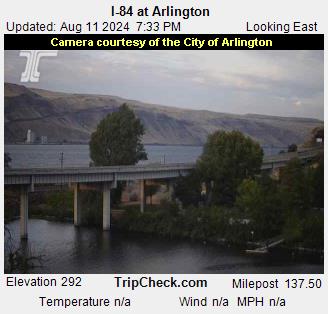 I-84 at Arlington
Updated: Aug 11 2024 7:33 PM Looking East
Camera courtesy of the City of Arlington
Elevation 292 TripCheck.com Milepost 137.50
Temperature n/a Wind n/a MPH n/a